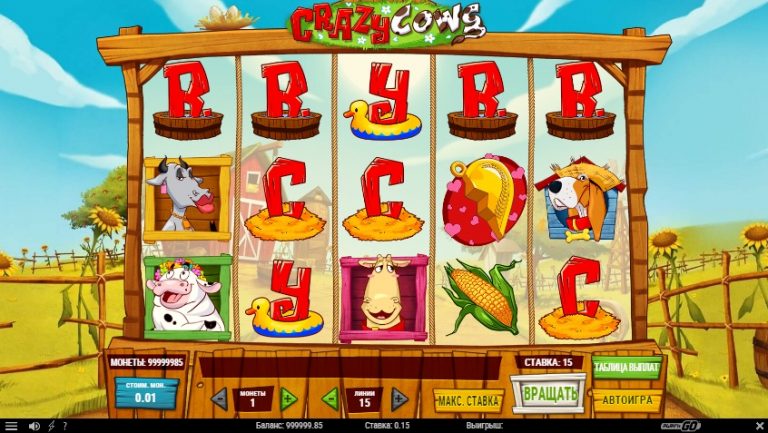 CRAZY COWS
R. R. Y R. R.
C C
Y C
МОНЕТЫ: 99999985
СТАВКА: 15
ТАБЛИЦА ВЫПЛАТ
СТОИМ. МОН.
0.01
МОНЕТЫ
1
ЛИНИИ
15
МАКС. СТАВКА
ВРАЩАТЬ
АВТОИГРА
? Баланс: 999999.85 Ставка: 0.15 Выигрыш: PLAY'N GO